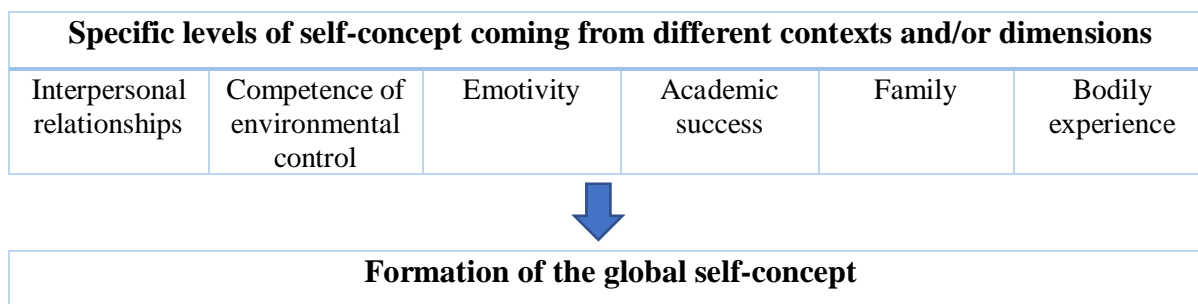 Specific levels of self-concept coming from different contexts and/or dimensions
Interpersonal relationships
Competence of environmental control
Emotivity
Academic success
Family
Bodily experience
Formation of the global self-concept